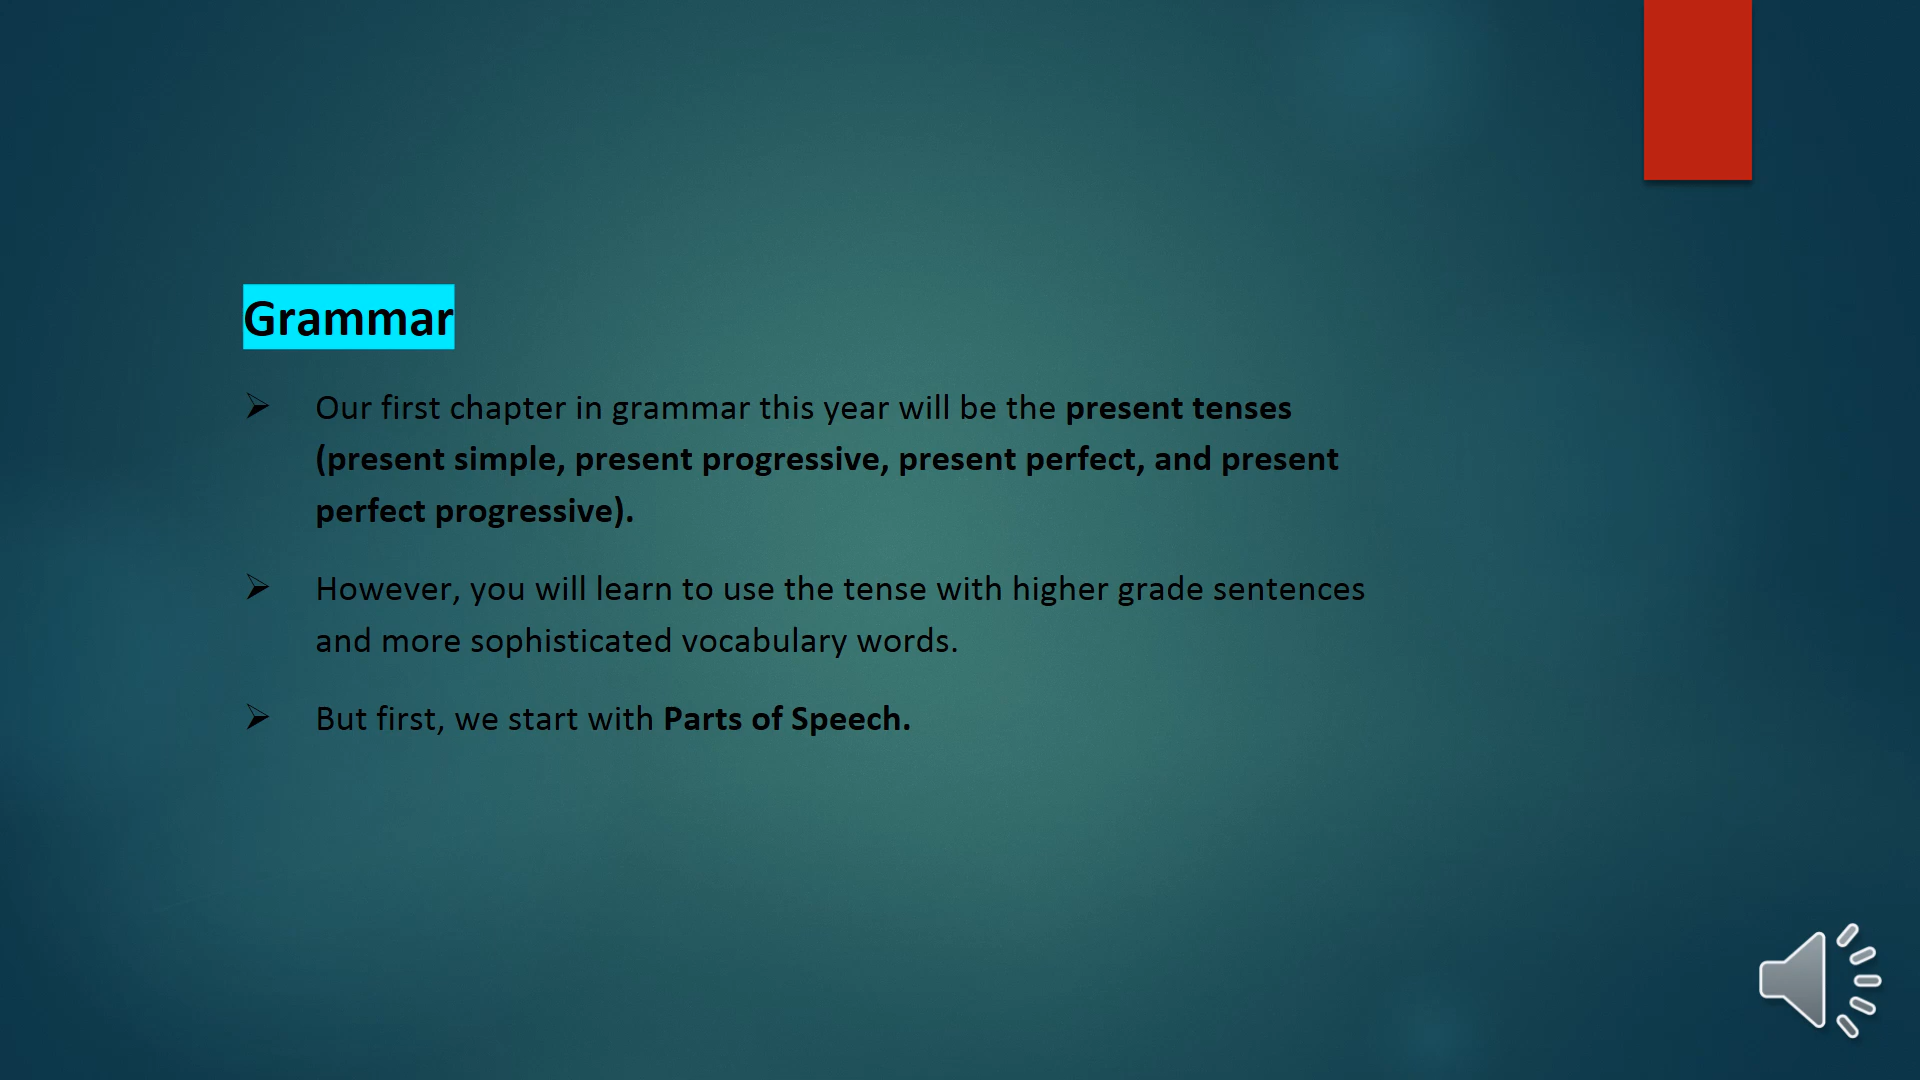 Grammar
Our first chapter in grammar this year will be the present tenses
(present simple, present progressive, present perfect, and present
perfect progressive).
However, you will learn to use the tense with higher grade sentences
and more sophisticated vocabulary words.
But first, we start with Parts of Speech.